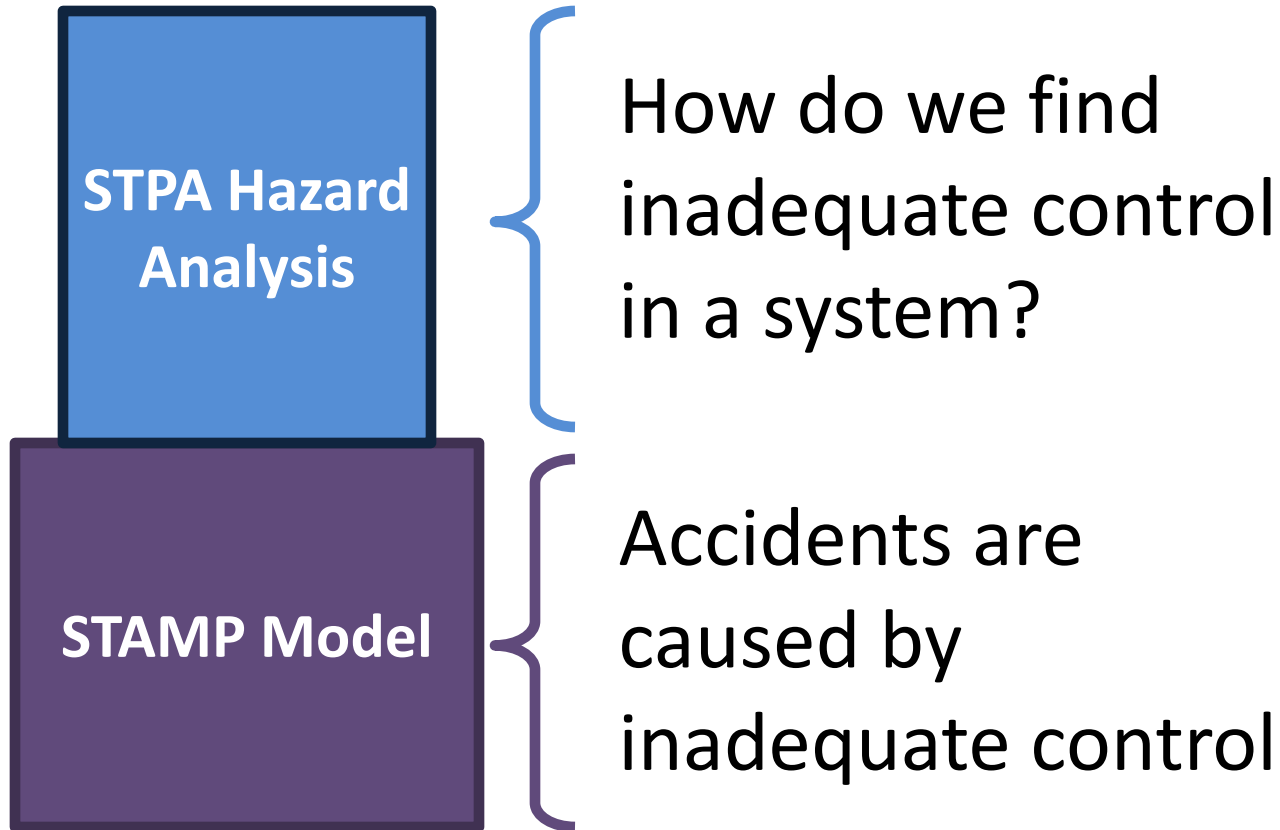 STPA Hazard
Analysis
How do we find
inadequate control
in a system?
STAMP Model
Accidents are
caused by
inadequate control